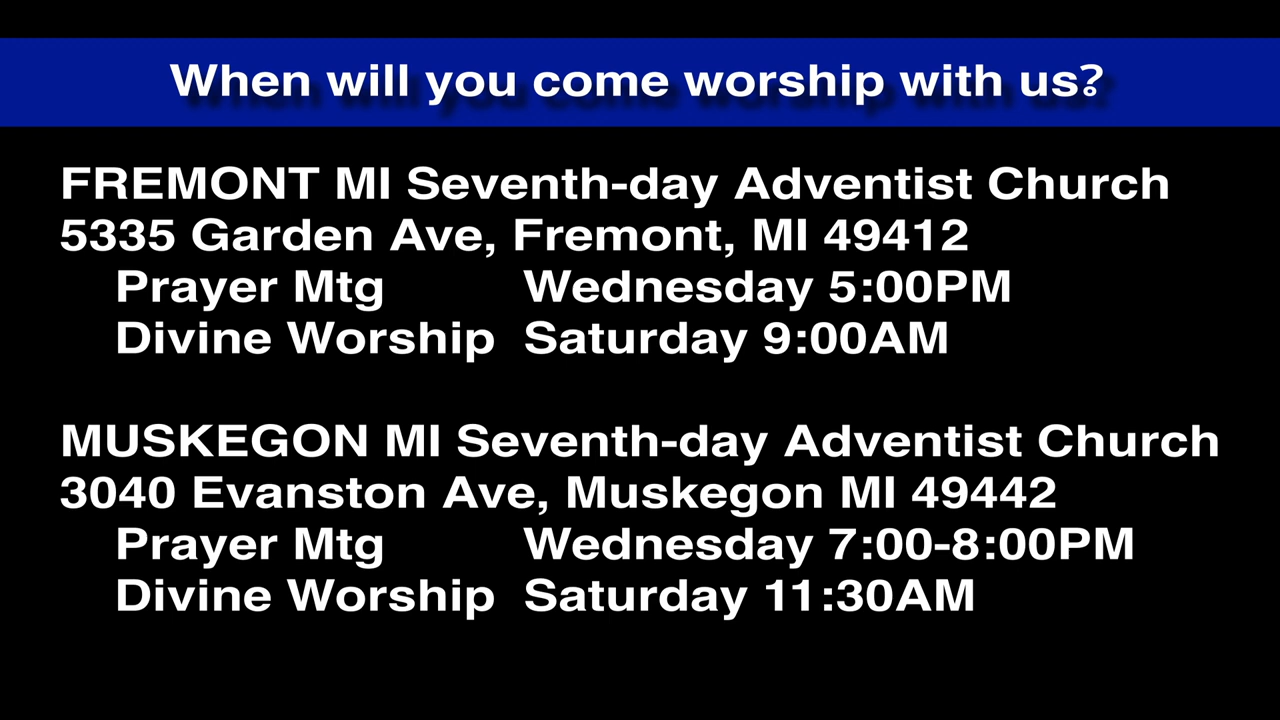 When will you come worship with us?
FREMONT MI Seventh-day Adventist Church
5335 Garden Ave, Fremont, MI 49412
Prayer Mtg Wednesday 5:00PM
Divine Worship Saturday 9:00AM
MUSKEGON MI Seventh-day Adventist Church
3040 Evanston Ave, Muskegon MI 49442
Prayer Mtg Wednesday 7:00-8:00PM
Divine Worship Saturday 11:30AM